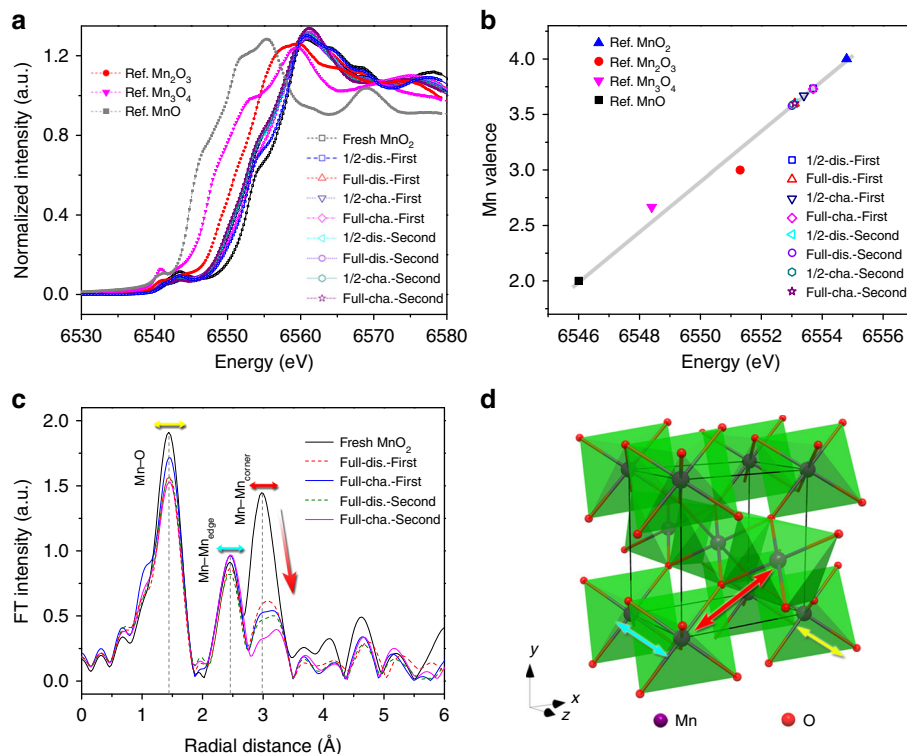 a
Normalized intensity (a.u.)
1.2
0.8
0.4
0.0
Ref. Mn₂O₃
Ref. Mn₃O₄
Ref. MnO
Fresh MnO₂
1/2-dis.-First
Full-dis.-First
1/2-cha.-First
Full-cha.-First
1/2-dis.-Second
Full-dis.-Second
1/2-cha.-Second
Full-cha.-Second
6530 6540 6550 6560 6570 6580
Energy (eV)
b
Mn valence
4.0
3.5
3.0
2.5
2.0
Ref. MnO₂
Ref. Mn₂O₃
Ref. Mn₃O₄
Ref. MnO
1/2-dis.-First
Full-dis.-First
1/2-cha.-First
Full-cha.-First
1/2-dis.-Second
Full-dis.-Second
1/2-cha.-Second
Full-cha.-Second
6546 6548 6550 6552 6554 6556
Energy (eV)
c
FT intensity (a.u.)
2.0
1.5
1.0
0.5
0.0
Mn–O
Mn–Mn_edge
Mn–Mn_corner
Fresh MnO₂
Full-dis.-First
Full-cha.-First
Full-dis.-Second
Full-cha.-Second
0 1 2 3 4 5 6
Radial distance (Å)
d
y
x
z
Mn
O